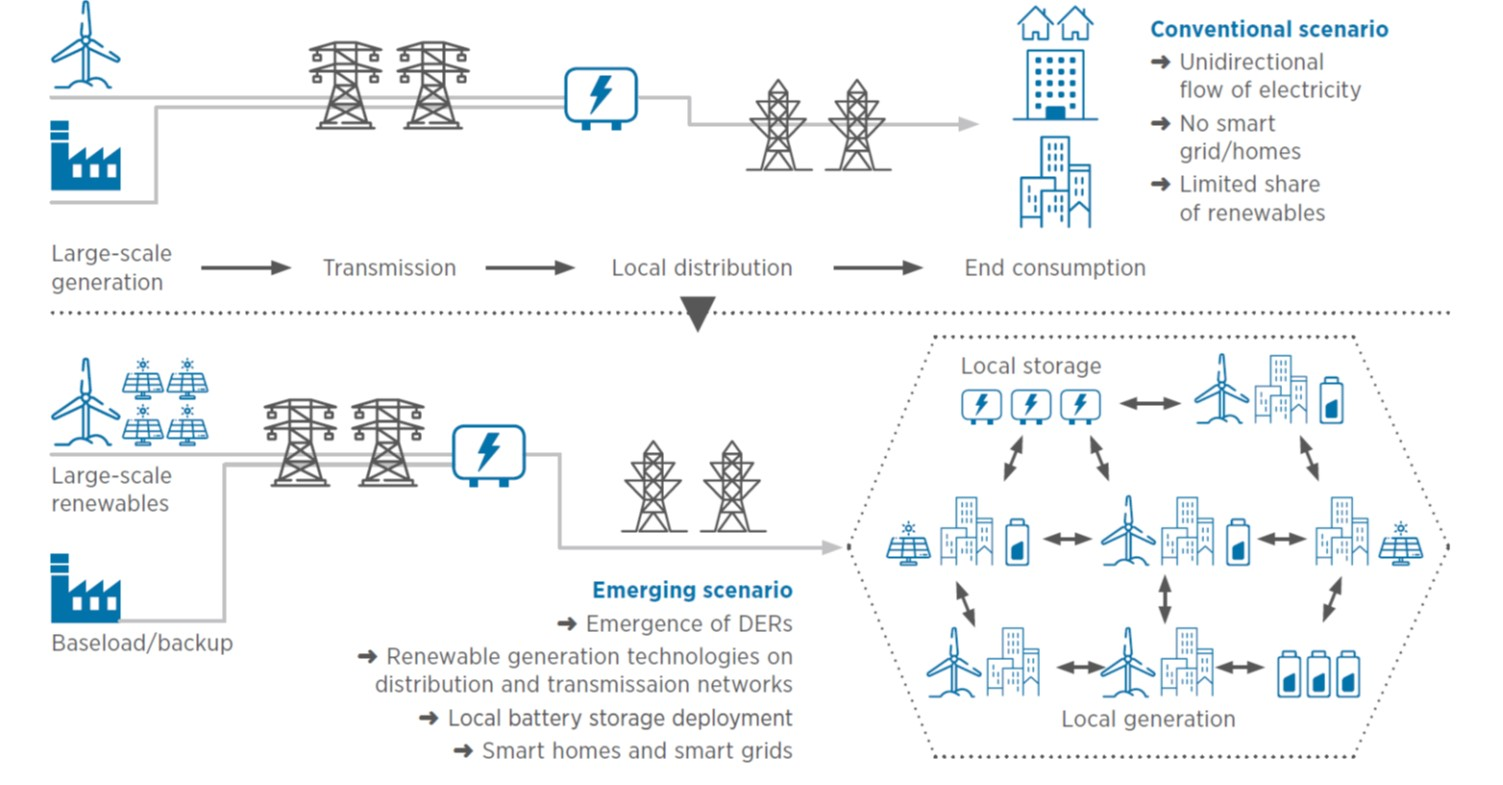 Conventional scenario
➜ Unidirectional
flow of electricity
➜ No smart
grid/homes
➜ Limited share
of renewables
Large-scale
generation
Transmission
Local distribution
End consumption
Large-scale
renewables
Baseload/backup
Emerging scenario
➜ Emergence of DERs
➜ Renewable generation technologies on
distribution and transmissaion networks
➜ Local battery storage deployment
➜ Smart homes and smart grids
Local storage
Local generation